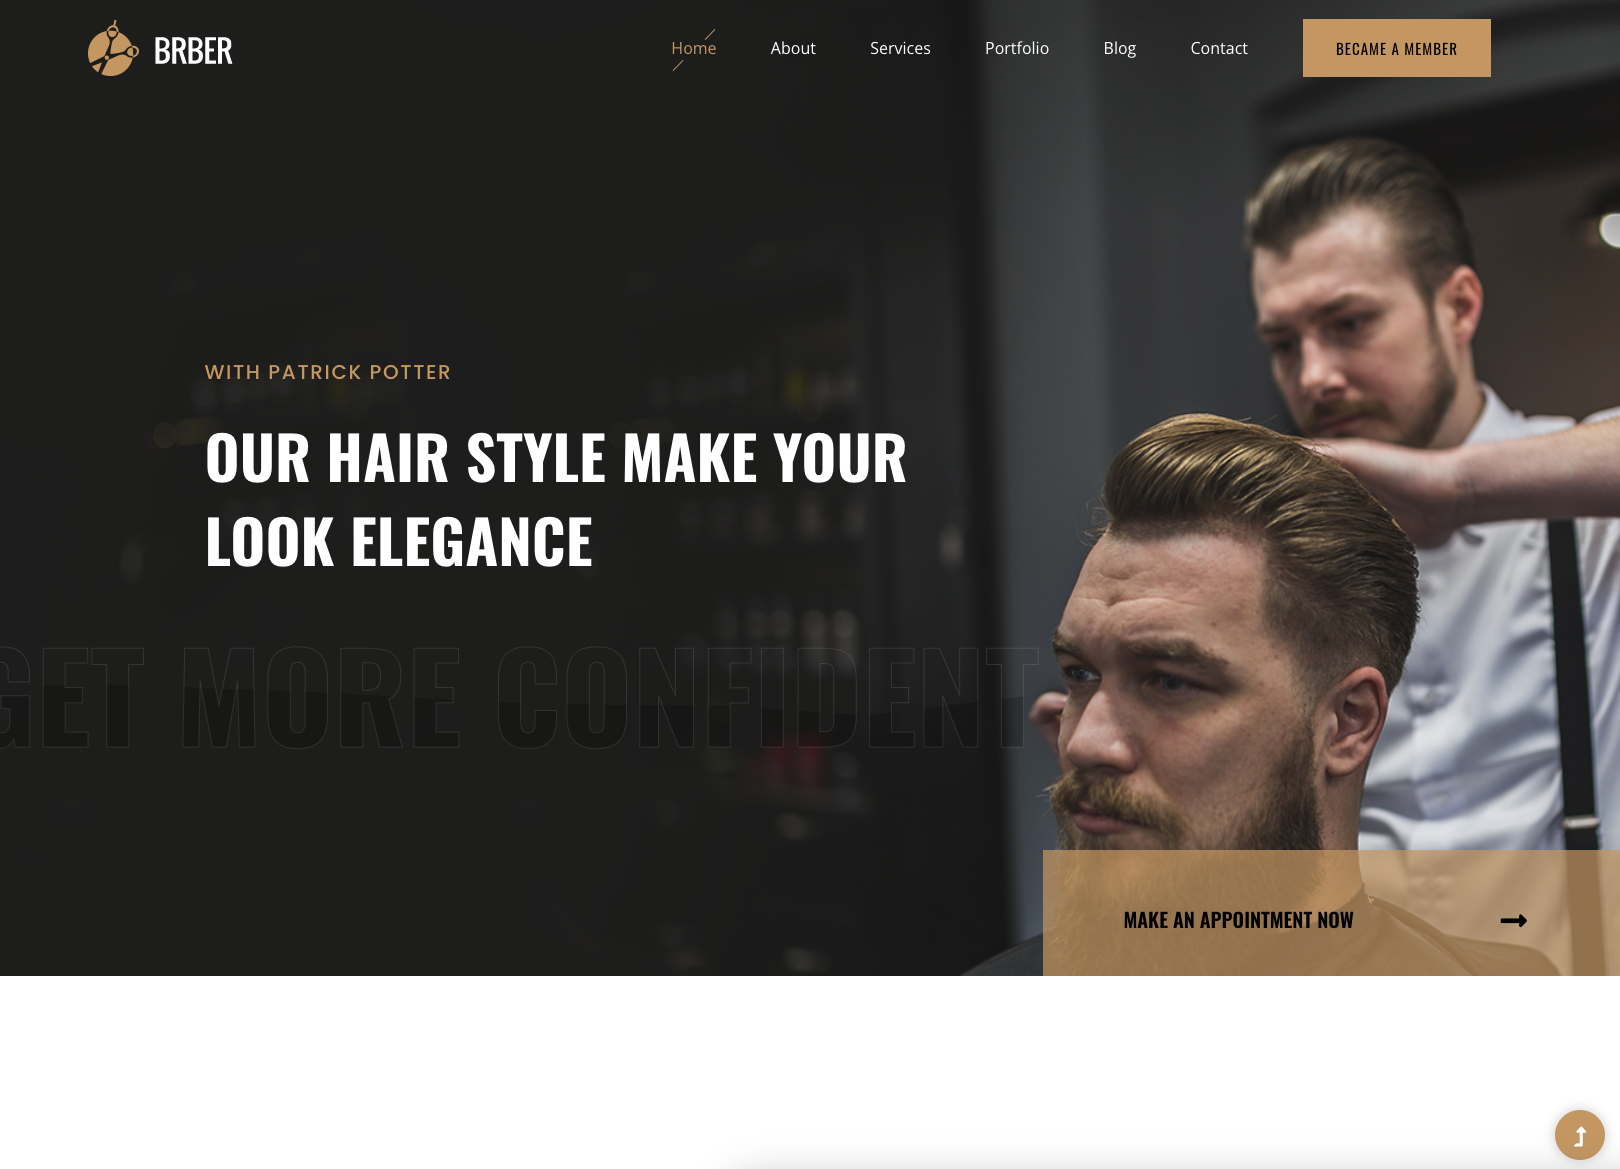 BRBER
Home About Services Portfolio Blog Contact BECAME A MEMBER
WITH PATRICK POTTER
OUR HAIR STYLE MAKE YOUR
LOOK ELEGANCE
GET MORE CONFIDENT
MAKE AN APPOINTMENT NOW